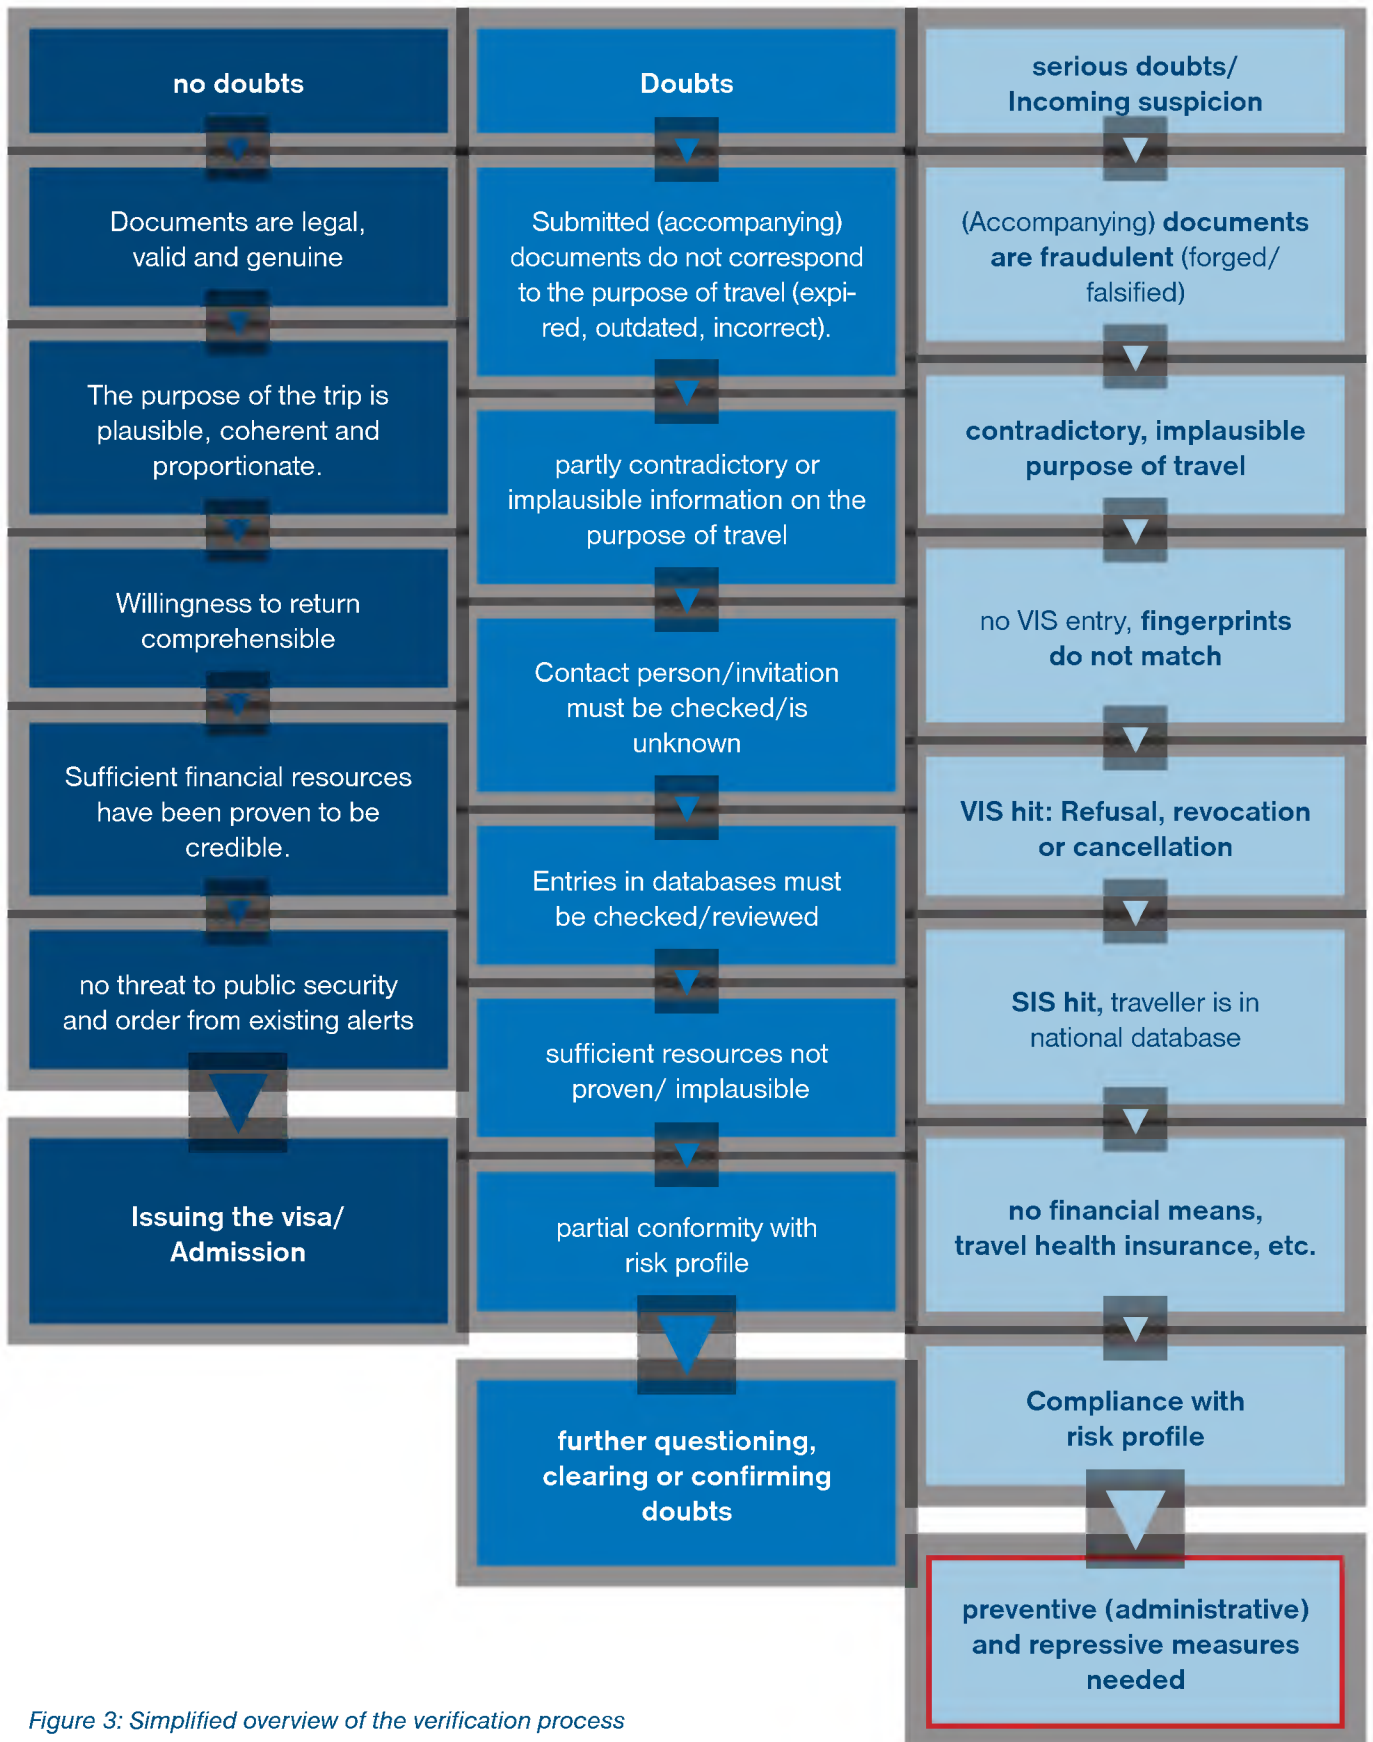 no doubts
Documents are legal,
valid and genuine
The purpose of the trip is
plausible, coherent and
proportionate.
Willingness to return
comprehensible
Sufficient financial resources
have been proven to be
credible.
no threat to public security
and order from existing alerts
Issuing the visa/
Admission
Doubts
Submitted (accompanying)
documents do not correspond
to the purpose of travel (expi-
red, outdated, incorrect).
partly contradictory or
implausible information on the
purpose of travel
Contact person/invitation
must be checked/is
unknown
Entries in databases must
be checked/reviewed
sufficient resources not
proven/ implausible
partial conformity with
risk profile
further questioning,
clearing or confirming
doubts
serious doubts/
Incoming suspicion
(Accompanying) documents
are fraudulent (forged/
falsified)
contradictory, implausible
purpose of travel
no VIS entry, fingerprints
do not match
VIS hit: Refusal, revocation
or cancellation
SIS hit, traveller is in
national database
no financial means,
travel health insurance, etc.
Compliance with
risk profile
preventive (administrative)
and repressive measures
needed
Figure 3: Simplified overview of the verification process